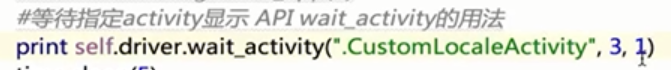 #等待指定activity显示 API wait_activity的用法
print self.driver.wait_activity(".CustomLocaleActivity", 3, 1)